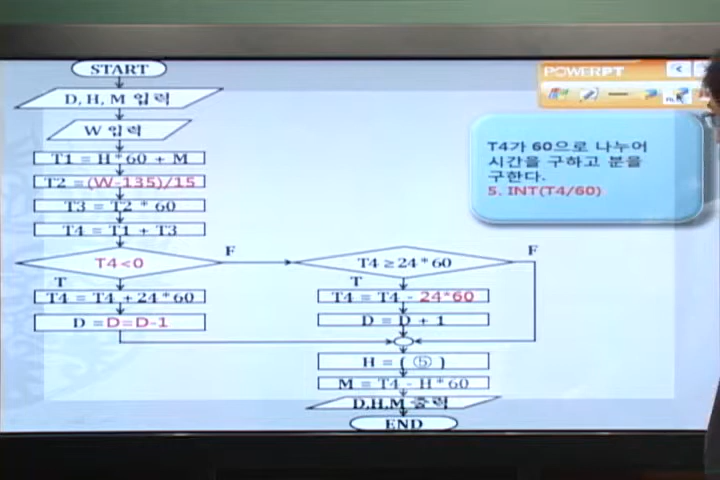 START
D, H, M 입력
W 입력
T1 = H*60 + M
T2 = (W-135)/15
T3 = T2 * 60
T4 = T1 + T3
T4<0
F
T
T4 = T4 + 24*60
D = D=D-1
T4 ≥ 24*60
F
T
T4 = T4 - 24*60
D = D + 1
H = ( ⑤ )
M = T4 - H*60
D,H,M 출력
END
POWERPT
T4가 60으로 나누어
시간을 구하고 분을
구한다.
5. INT(T4/60)